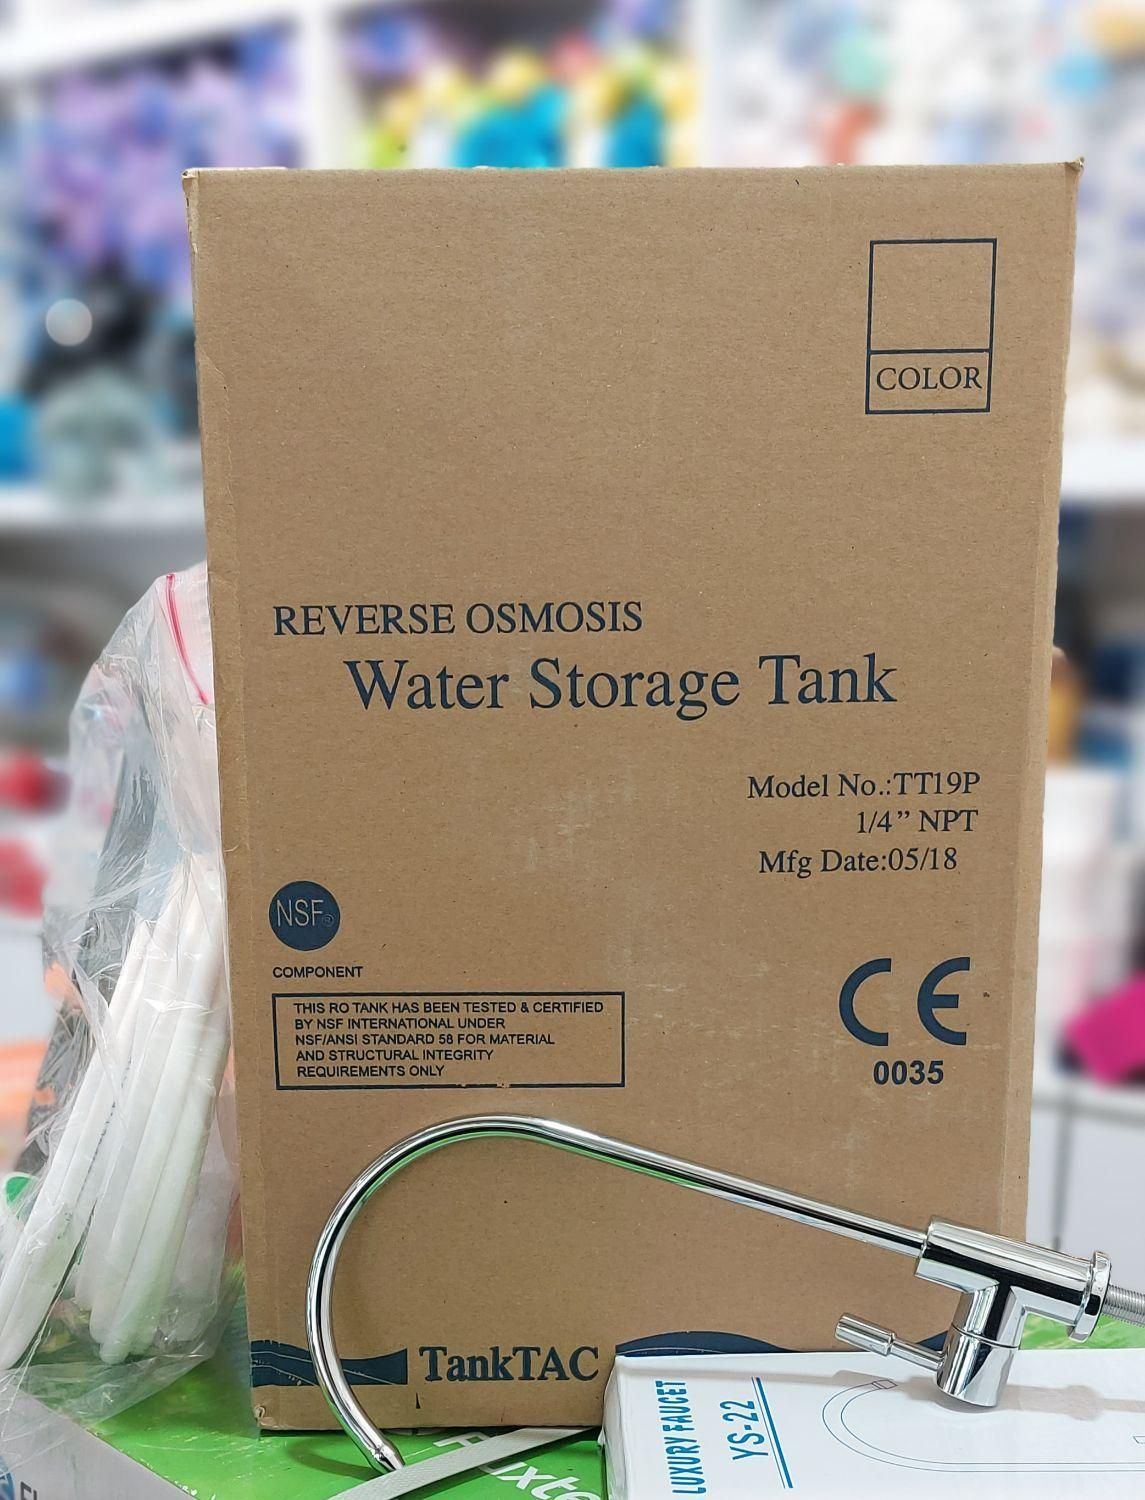 COLOR
REVERSE OSMOSIS
Water Storage Tank
Model No.:TT19P
1/4” NPT
Mfg Date:05/18
NSF®
COMPONENT
THIS RO TANK HAS BEEN TESTED & CERTIFIED
BY NSF INTERNATIONAL UNDER
NSF/ANSI STANDARD 58 FOR MATERIAL
AND STRUCTURAL INTEGRITY
REQUIREMENTS ONLY
CE
0035
TankTAC
LUXURY FAUCET
YS-22